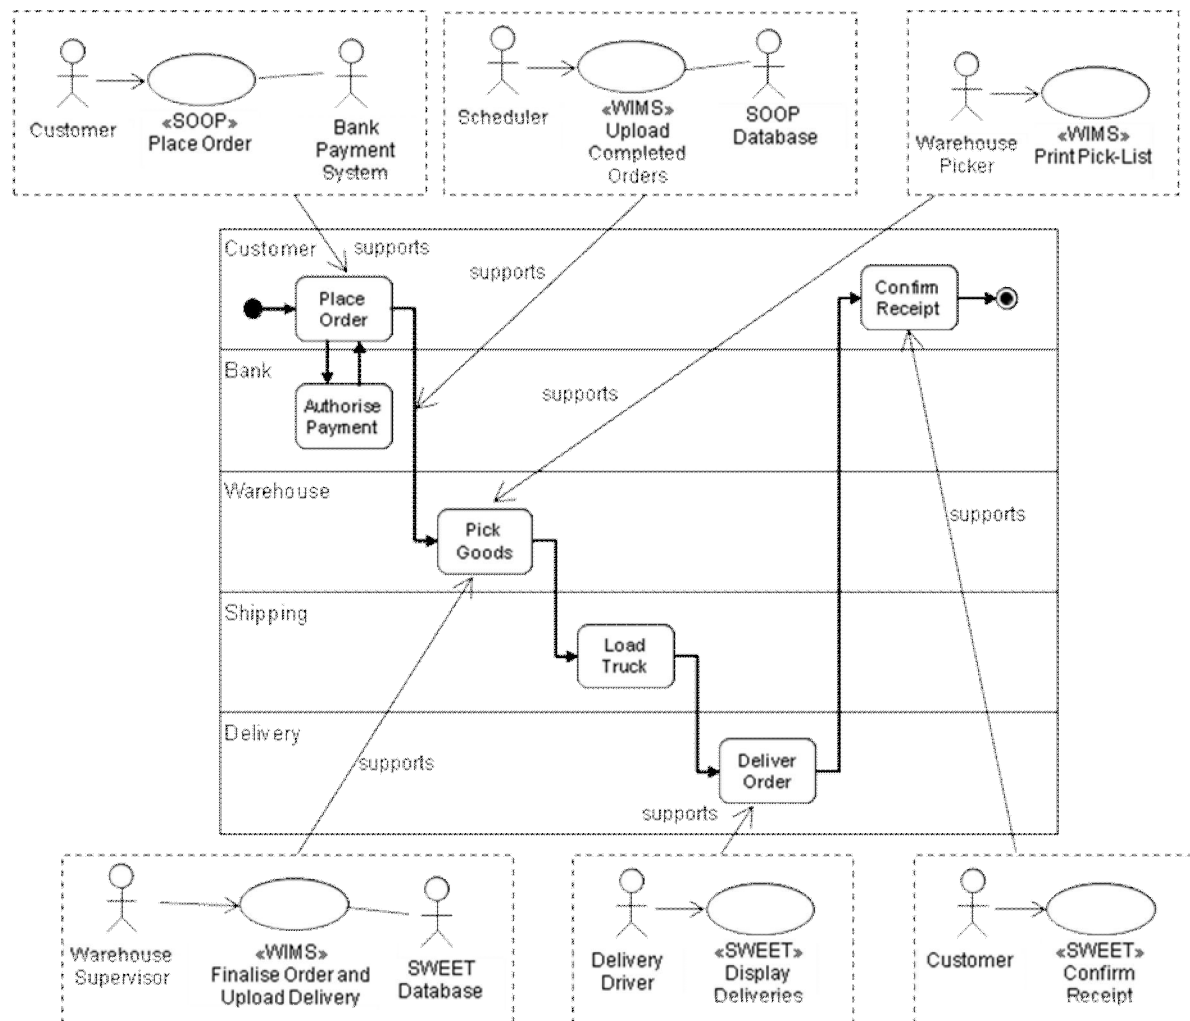 Customer
«SOOP»
Place Order
Bank
Payment
System
Scheduler
«WIMS»
Upload
Completed
Orders
SOOP
Database
Warehouse
Picker
«WIMS»
Print Pick-List
Customer
supports
supports
Place
Order
Confirm
Receipt
Bank
supports
Authorise
Payment
Warehouse
supports
Pick
Goods
Shipping
Load
Truck
Delivery
supports
Deliver
Order
supports
Warehouse
Supervisor
«WIMS»
Finalise Order and
Upload Delivery
SWEET
Database
Delivery
Driver
«SWEET»
Display
Deliveries
Customer
«SWEET»
Confirm
Receipt